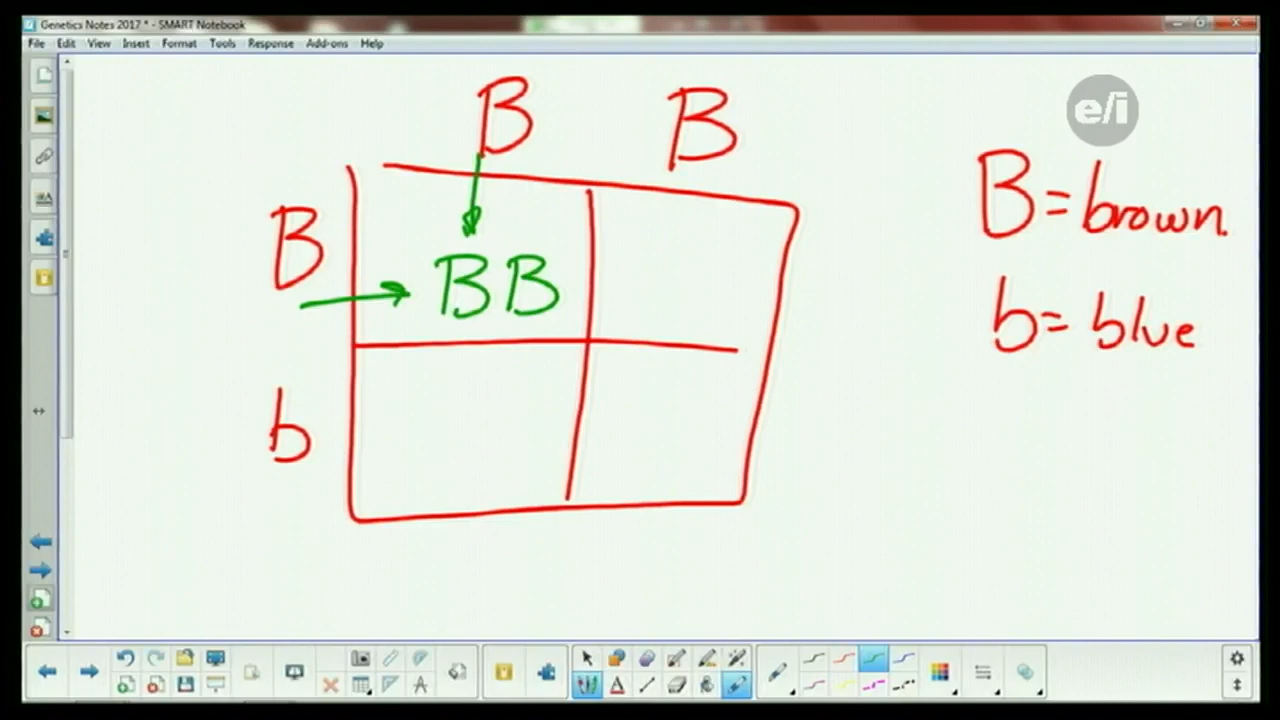 Genetics Notes 2017 * - SMART Notebook
File Edit View Insert Format Tools Response Add-ons Help
e/i
B B
B = brown.
B
BB
b = blue
b